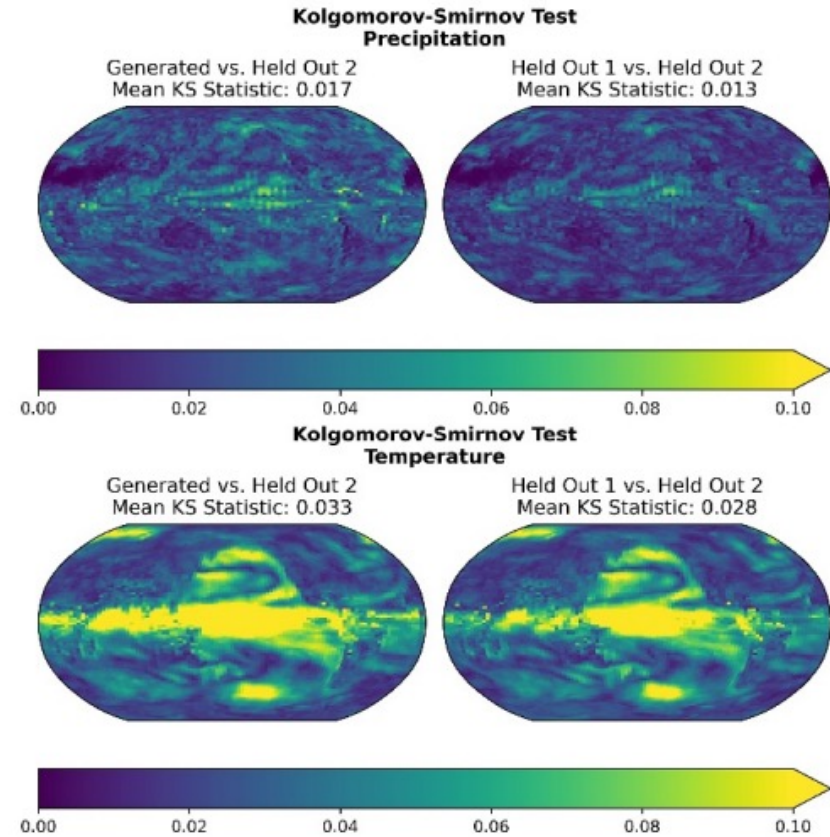 Kolgomorov-Smirnov Test
Precipitation
Generated vs. Held Out 2
Mean KS Statistic: 0.017
Held Out 1 vs. Held Out 2
Mean KS Statistic: 0.013
0.00 0.02 0.04 0.06 0.08 0.10
Kolgomorov-Smirnov Test
Temperature
Generated vs. Held Out 2
Mean KS Statistic: 0.033
Held Out 1 vs. Held Out 2
Mean KS Statistic: 0.028
0.00 0.02 0.04 0.06 0.08 0.10